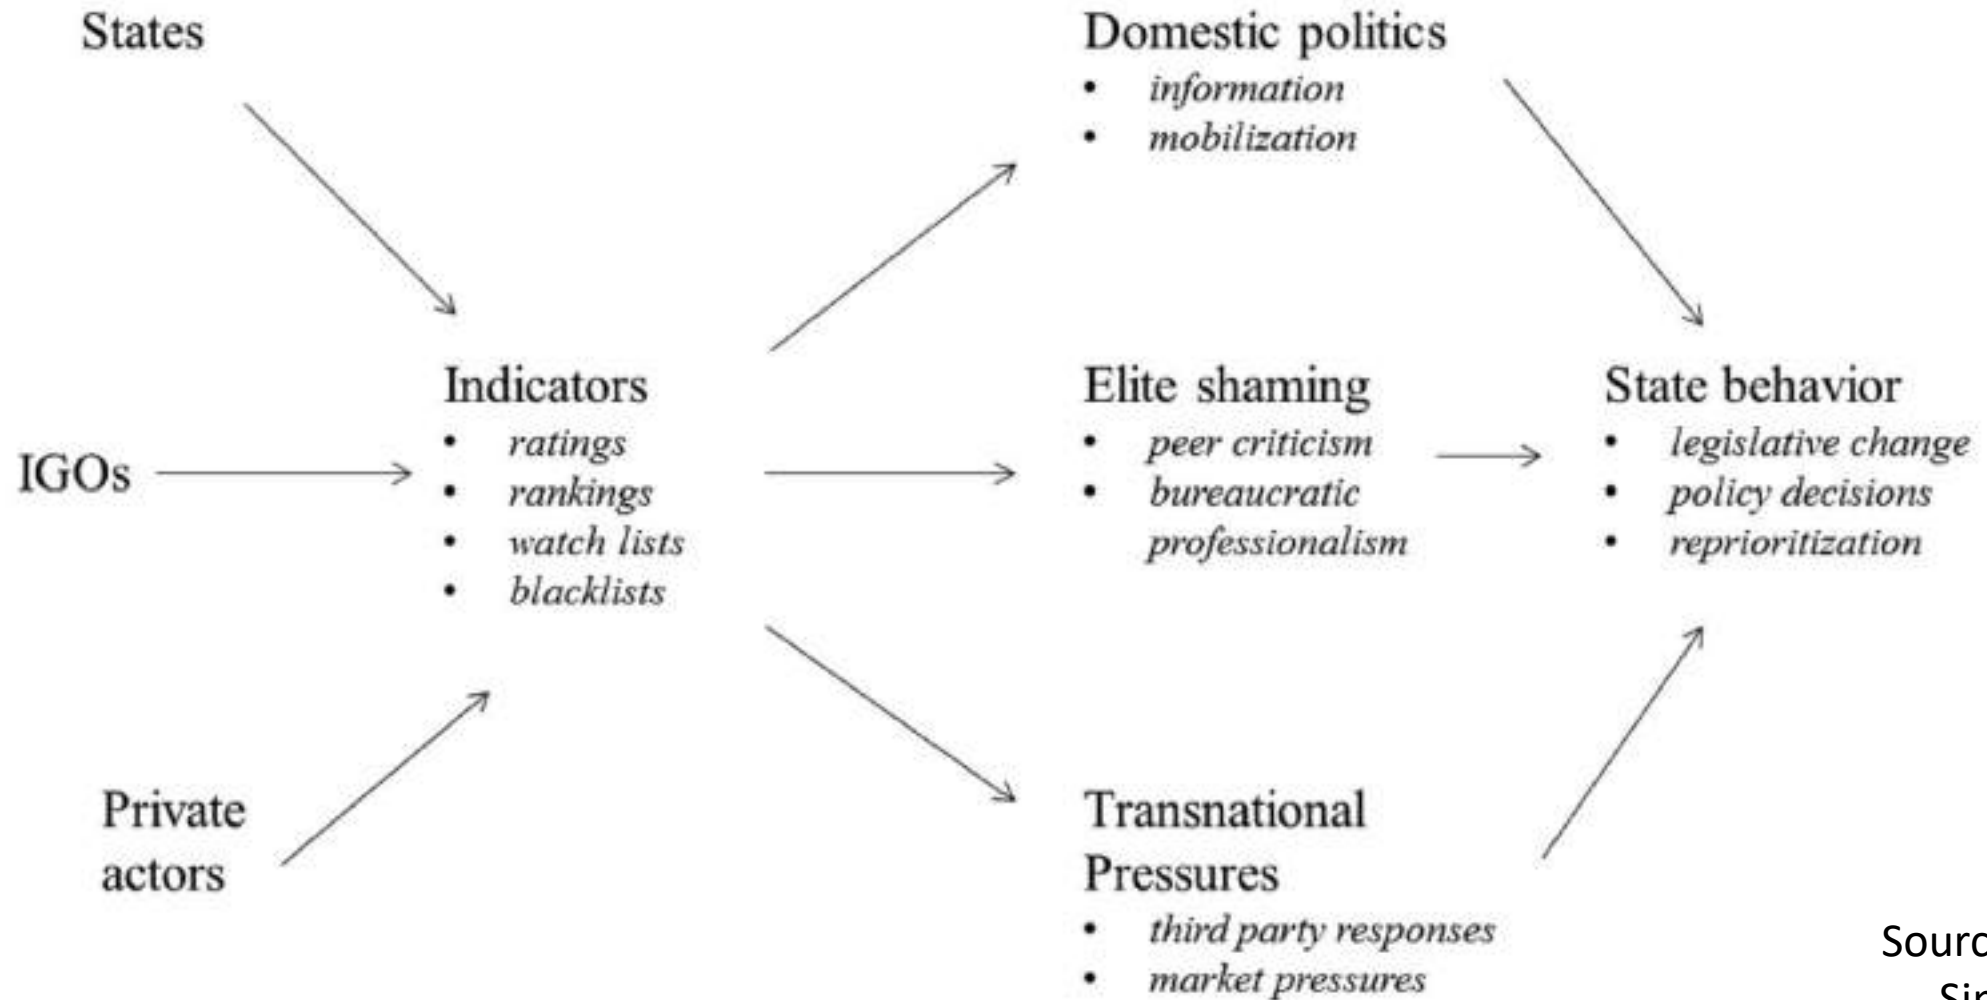 States
IGOs
Private
actors
Indicators
• ratings
• rankings
• watch lists
• blacklists
Domestic politics
• information
• mobilization
Elite shaming
• peer criticism
• bureaucratic
professionalism
Transnational
Pressures
• third party responses
• market pressures
State behavior
• legislative change
• policy decisions
• reprioritization